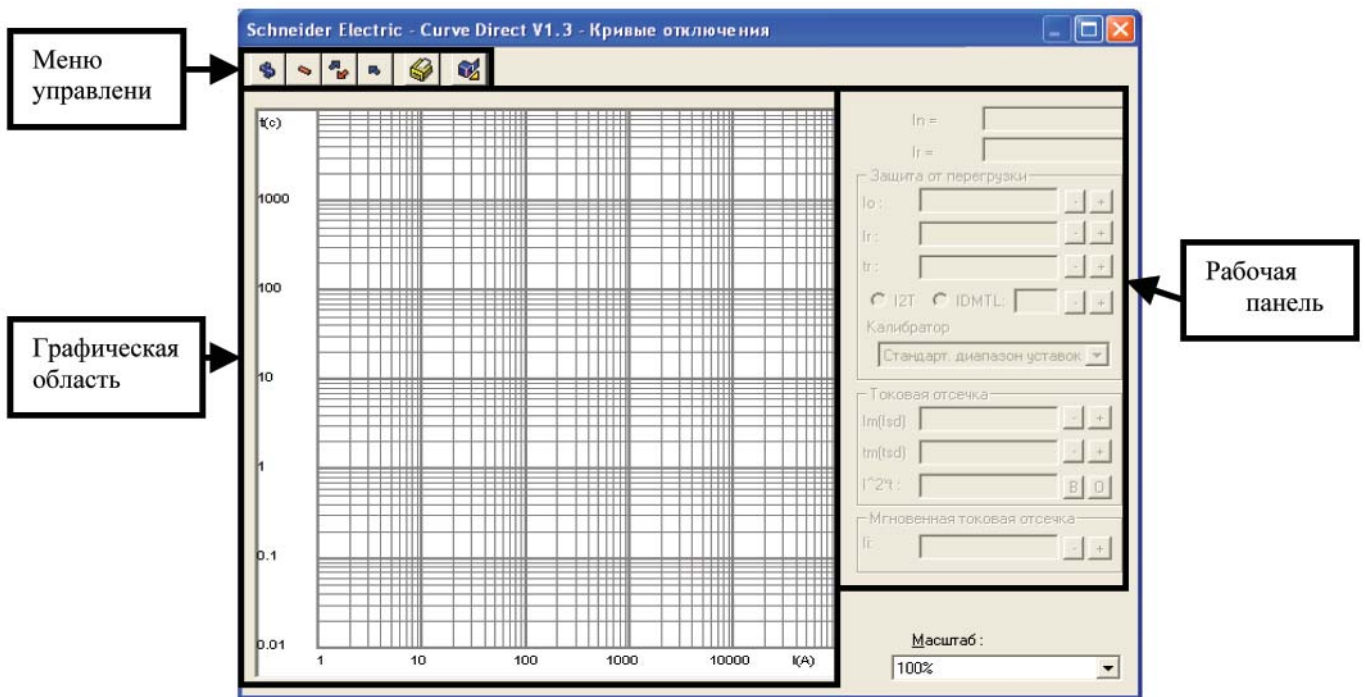 Schneider Electric - Curve Direct V1.3 - Кривые отключения
Меню
управлени
t(c)
1000
100
10
1
0.1
0.01
1 10 100 1000 10000 I(A)
Графическая
область
In =
Ir =
Защита от перегрузки
Io :
Ir :
tr :
I2T IDMTL:
Калибратор
Стандарт. диапазон уставок
Токовая отсечка
Im(Isd)
tm(tsd)
I^2*t :
В О
Мгновенная токовая отсечка
Ii:
- +
Рабочая
панель
Масштаб :
100%